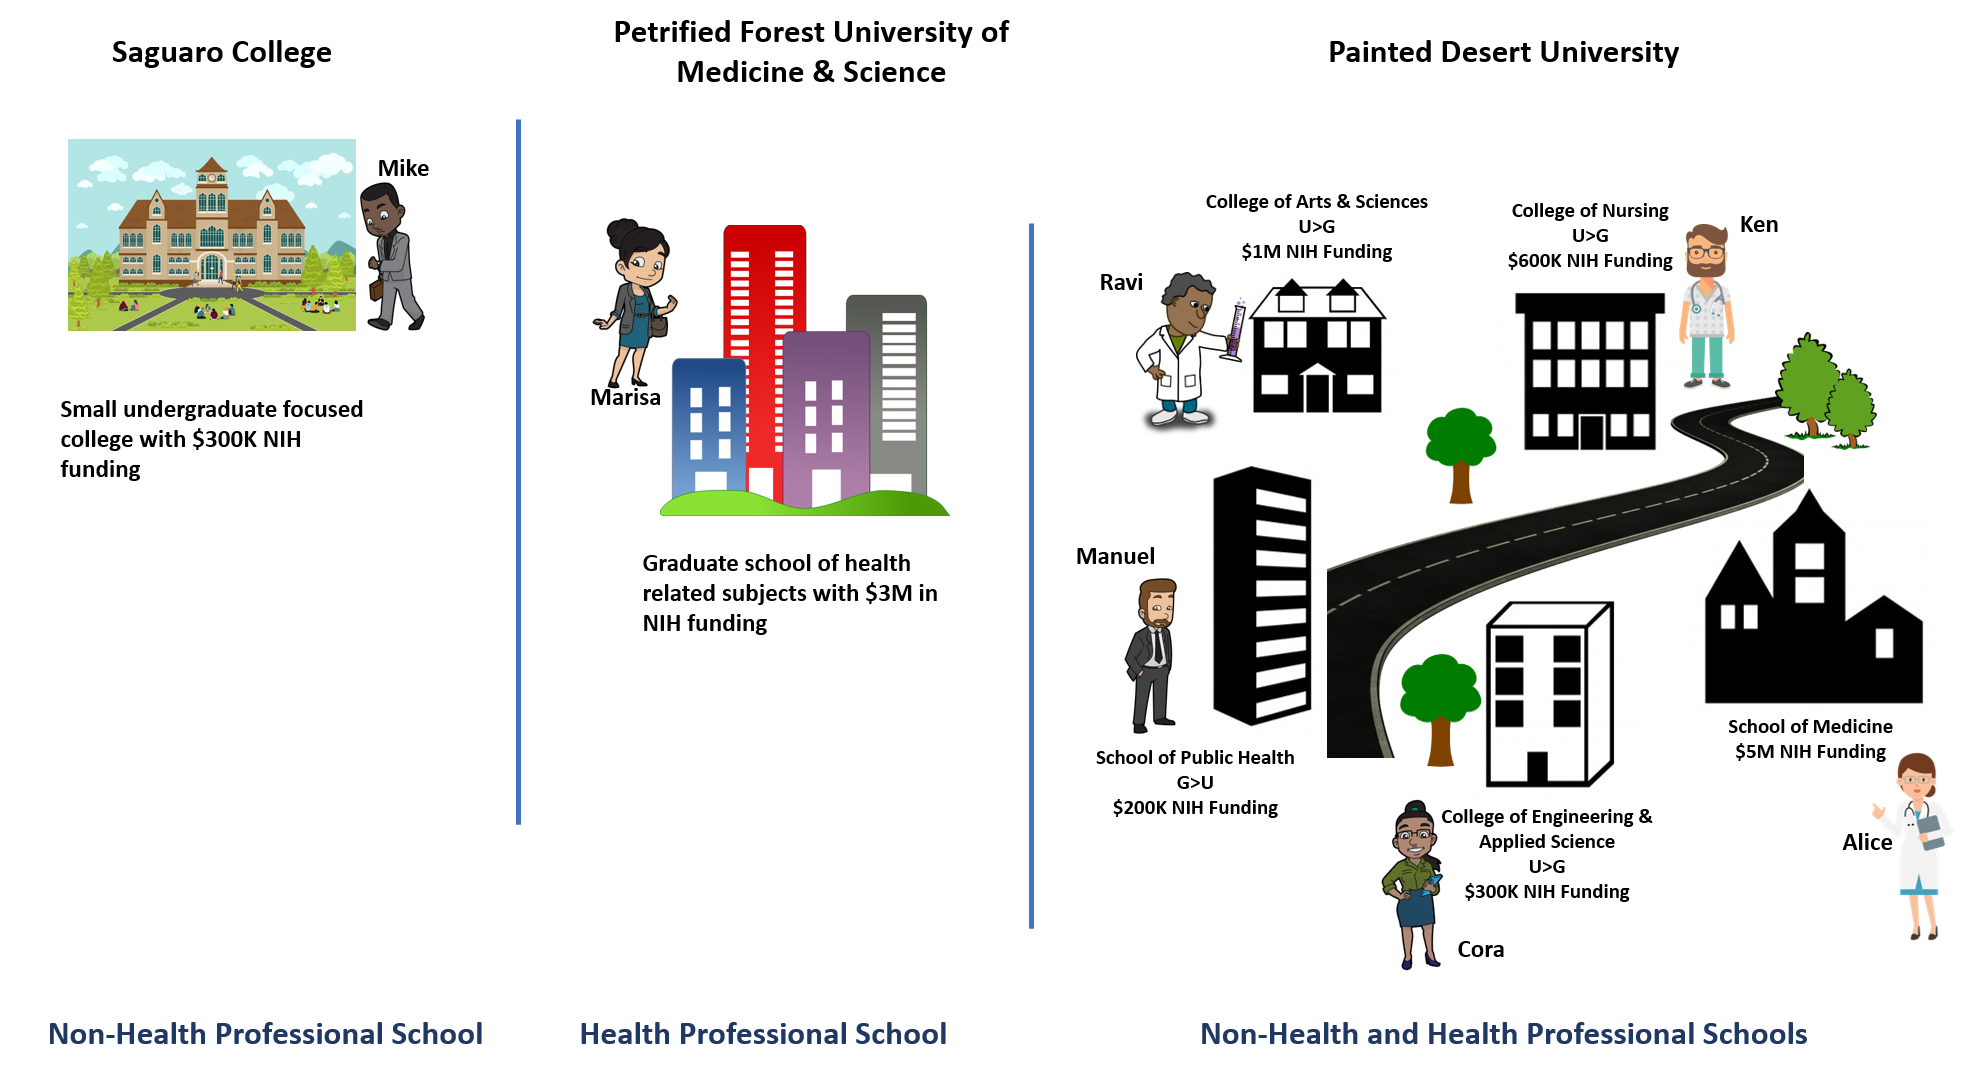 Saguaro College
Mike
Small undergraduate focused
college with $300K NIH
funding
Non-Health Professional School
Petrified Forest University of
Medicine & Science
Marisa
Graduate school of health
related subjects with $3M in
NIH funding
Health Professional School
Painted Desert University
College of Arts & Sciences
U>G
$1M NIH Funding
Ravi
College of Nursing
U>G
$600K NIH Funding
Ken
Manuel
School of Public Health
G>U
$200K NIH Funding
College of Engineering &
Applied Science
U>G
$300K NIH Funding
Cora
School of Medicine
$5M NIH Funding
Alice
Non-Health and Health Professional Schools